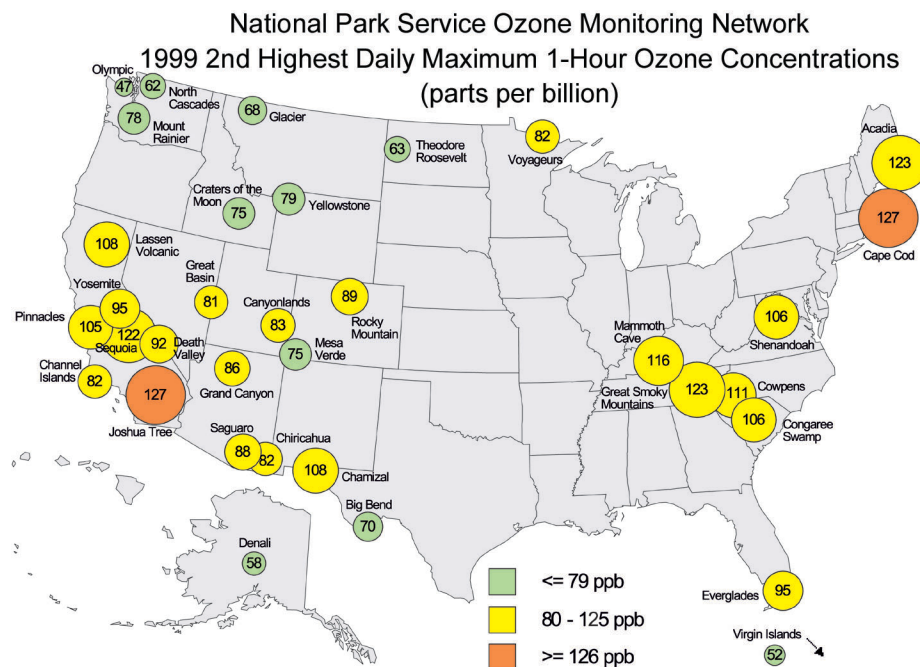 National Park Service Ozone Monitoring Network
1999 2nd Highest Daily Maximum 1-Hour Ozone Concentrations
(parts per billion)
Olympic
47
62
North
Cascades
78
Mount
Rainier
68
Glacier
63
Theodore
Roosevelt
82
Voyageurs
Acadia
123
127
Cape Cod
Craters of the
Moon
75
79
Yellowstone
108
Lassen
Volcanic
Great
Basin
81
Yosemite
95
Pinnacles
105
122
Sequoia
92
Death
Valley
Canyonlands
83
89
Rocky
Mountain
75
Mesa
Verde
86
Grand Canyon
Channel
Islands
82
127
Joshua Tree
Saguaro
88
Chiricahua
82
108
Chamizal
Big Bend
70
Mammoth
Cave
116
106
Shenandoah
Great Smoky
Mountains
123
111
Cowpens
106
Congaree
Swamp
Denali
58
Everglades
95
Virgin Islands
52
<= 79 ppb
80 - 125 ppb
>= 126 ppb